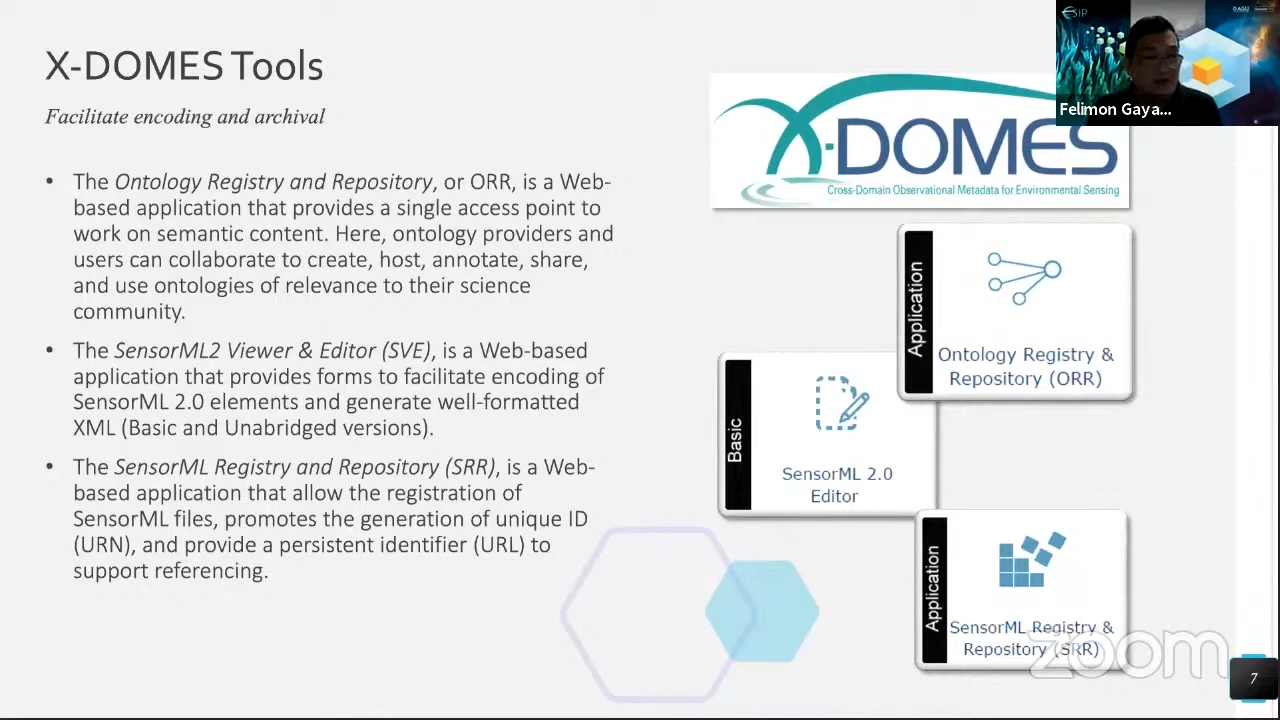 X-DOMES Tools
Facilitate encoding and archival
• The Ontology Registry and Repository, or ORR, is a Web-
based application that provides a single access point to
work on semantic content. Here, ontology providers and
users can collaborate to create, host, annotate, share,
and use ontologies of relevance to their science
community.
• The SensorML2 Viewer & Editor (SVE), is a Web-based
application that provides forms to facilitate encoding of
SensorML 2.0 elements and generate well-formatted
XML (Basic and Unabridged versions).
• The SensorML Registry and Repository (SRR), is a Web-
based application that allow the registration of
SensorML files, promotes the generation of unique ID
(URN), and provide a persistent identifier (URL) to
support referencing.
X-DOMES
Cross-Domain Observational Metadata for Environmental Sensing
Application
Ontology Registry &
Repository (ORR)
Basic
SensorML 2.0
Editor
Application
SensorML Registry &
Repository (SRR)
ESIP
AGU
Felimon Gaya...
zoom
7